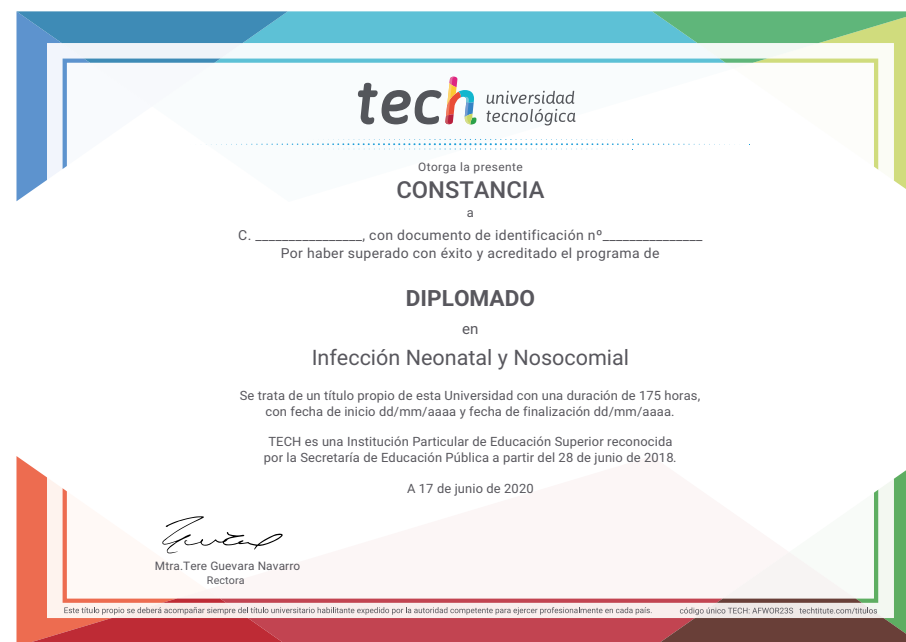 tech universidad
tecnológica
Otorga la presente
CONSTANCIA
a
C. ________________, con documento de identificación nº_______________
Por haber superado con éxito y acreditado el programa de
DIPLOMADO
en
Infección Neonatal y Nosocomial
Se trata de un título propio de esta Universidad con una duración de 175 horas,
con fecha de inicio dd/mm/aaaa y fecha de finalización dd/mm/aaaa.
TECH es una Institución Particular de Educación Superior reconocida
por la Secretaría de Educación Pública a partir del 28 de junio de 2018.
A 17 de junio de 2020
Mtra.Tere Guevara Navarro
Rectora
Este título propio se deberá acompañar siempre del título universitario habilitante expedido por la autoridad competente para ejercer profesionalmente en cada país. código único TECH: AFWOR23S techtitute.com/titulos